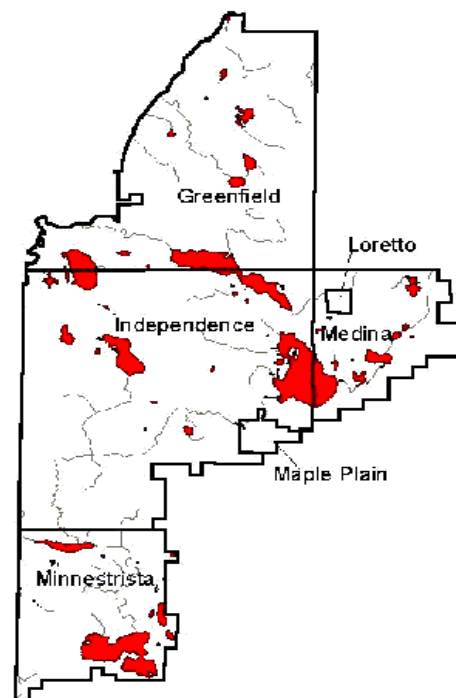 Greenfield
Loretto
Independence
Medina
Maple Plain
Minnestrista